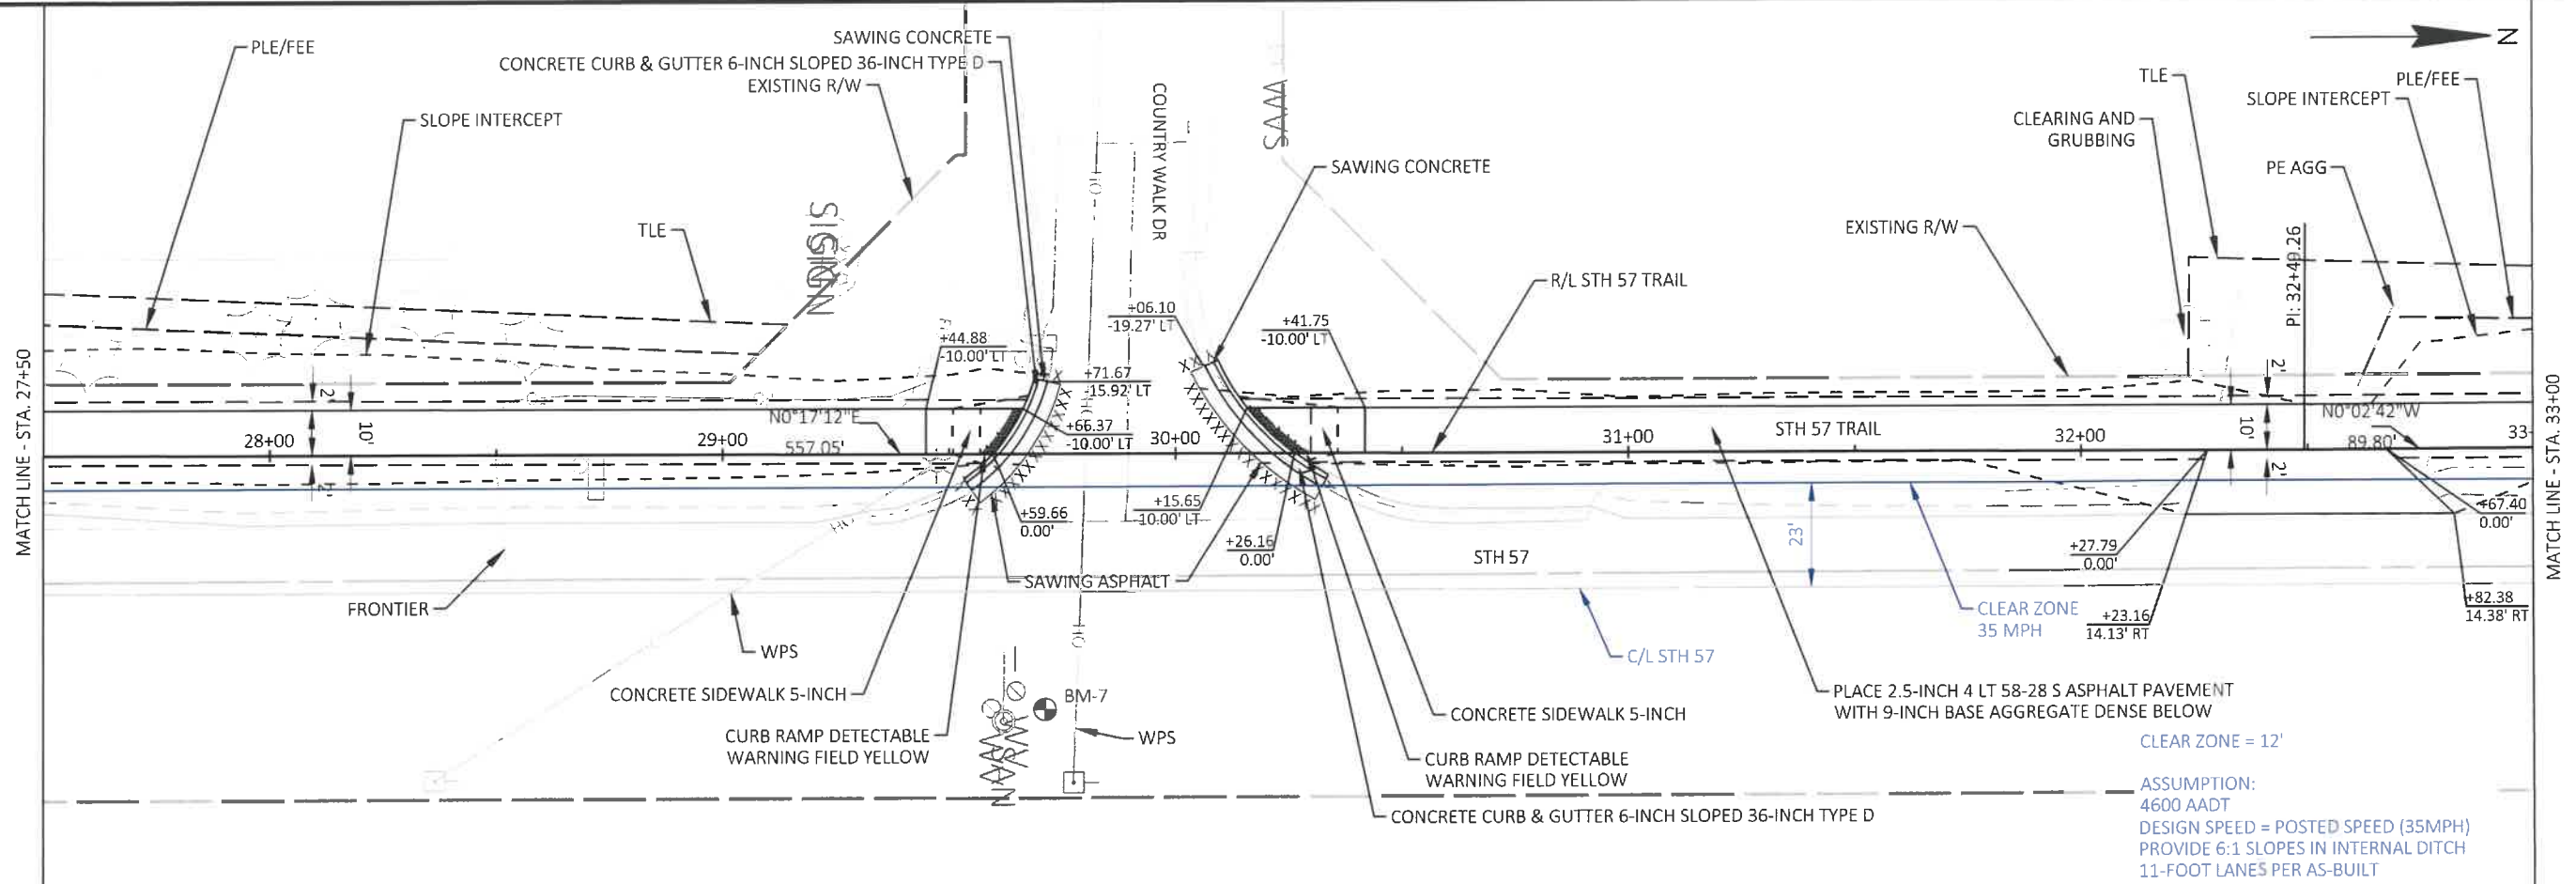 PLE/FEE
SLOPE INTERCEPT
SAWING CONCRETE
CONCRETE CURB & GUTTER 6-INCH SLOPED 36-INCH TYPE D
EXISTING R/W
TLE
SIGN
COUNTRY WALK DR
SAWING CONCRETE
N
TLE
PLE/FEE
SLOPE INTERCEPT
CLEARING AND
GRUBBING
PE AGG
EXISTING R/W
R/L STH 57 TRAIL
PI: 32+49.26
MATCH LINE - STA. 27+50
MATCH LINE - STA. 33+00
+44.88
-10.00' LT
+06.10
-19.27' LT
+41.75
-10.00' LT
+71.67
-15.92' LT
+66.37
-10.00' LT
2'
10'
2'
28+00
29+00
N0°17'12"E
557.05'
30+00
31+00
STH 57 TRAIL
32+00
2'
10'
2'
N0°02'42"W
89.80'
33
+59.66
0.00'
+15.65
-10.00' LT
+26.16
0.00'
STH 57
23'
+27.79
0.00'
+67.40
0.00'
+23.16
14.13' RT
+82.38
14.38' RT
SAWING ASPHALT
FRONTIER
WPS
C/L STH 57
CLEAR ZONE
35 MPH
CONCRETE SIDEWALK 5-INCH
BM-7
WPS
CURB RAMP DETECTABLE
WARNING FIELD YELLOW
CONCRETE SIDEWALK 5-INCH
CURB RAMP DETECTABLE
WARNING FIELD YELLOW
CONCRETE CURB & GUTTER 6-INCH SLOPED 36-INCH TYPE D
PLACE 2.5-INCH 4 LT 58-28 S ASPHALT PAVEMENT
WITH 9-INCH BASE AGGREGATE DENSE BELOW
CLEAR ZONE = 12'
ASSUMPTION:
4600 AADT
DESIGN SPEED = POSTED SPEED (35MPH)
PROVIDE 6:1 SLOPES IN INTERNAL DITCH
11-FOOT LANES PER AS-BUILT